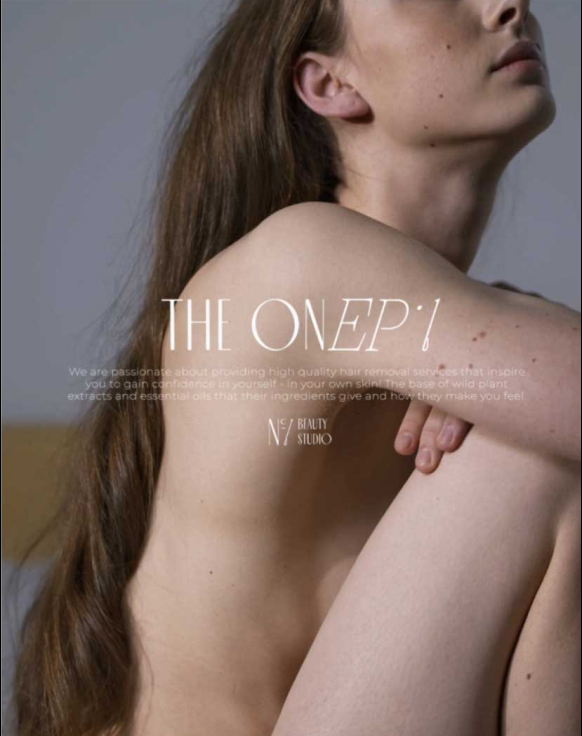 THE ONEP'l
We are passionate about providing high quality hair removal services that inspire
you to gain confidence in yourself - in your own skin! The base of wild plant
extracts and essential oils that their ingredients give and how they make you feel.
Nº7 BEAUTY
STUDIO